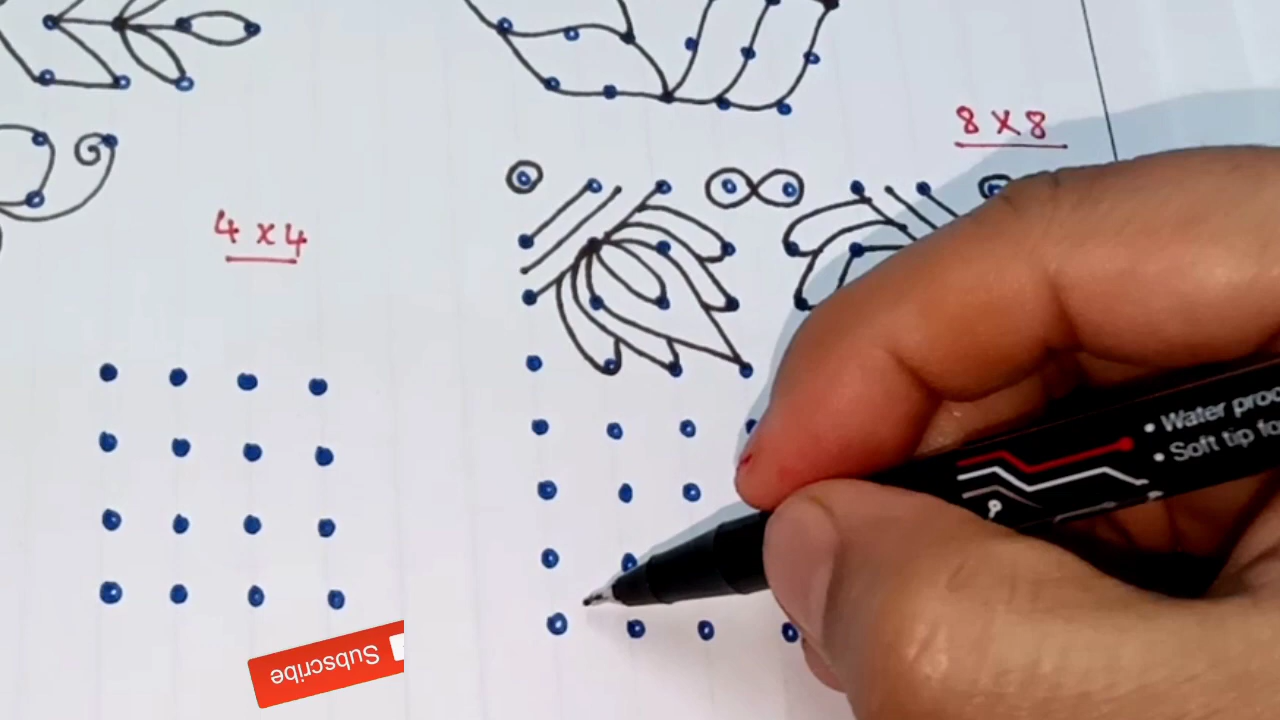 8 X 8
4 x 4
• Water proo
• Soft tip fo
Subscribe